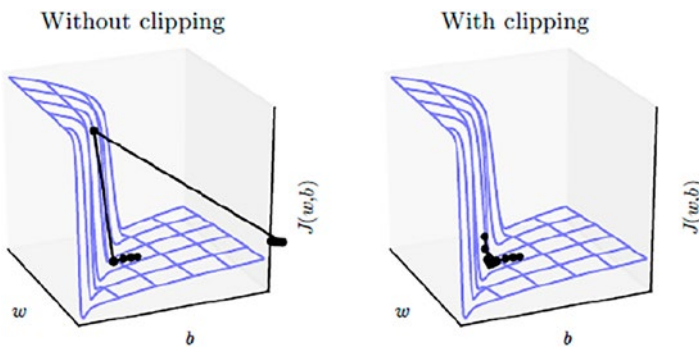 Without clipping
With clipping
J(w,b)
w
b
J(w,b)
w
b